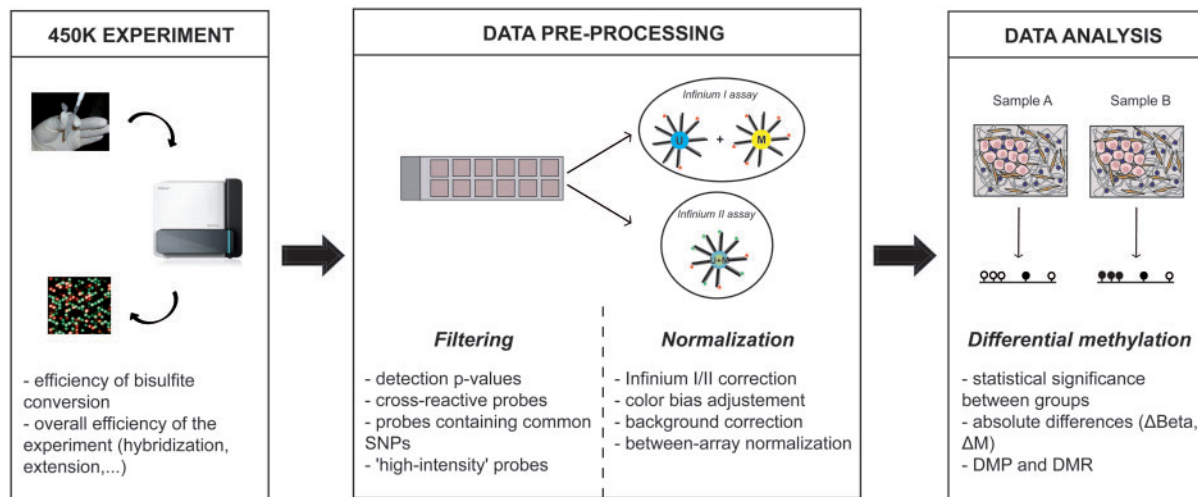 450K EXPERIMENT
- efficiency of bisulfite
conversion
- overall efficiency of the
experiment (hybridization,
extension,...)
DATA PRE-PROCESSING
Infinium I assay
U
+
M
Infinium II assay
U+M
Filtering
- detection p-values
- cross-reactive probes
- probes containing common
SNPs
- 'high-intensity' probes
Normalization
- Infinium I/II correction
- color bias adjustement
- background correction
- between-array normalization
DATA ANALYSIS
Sample A
Sample B
Differential methylation
- statistical significance
between groups
- absolute differences (ΔBeta,
ΔM)
- DMP and DMR